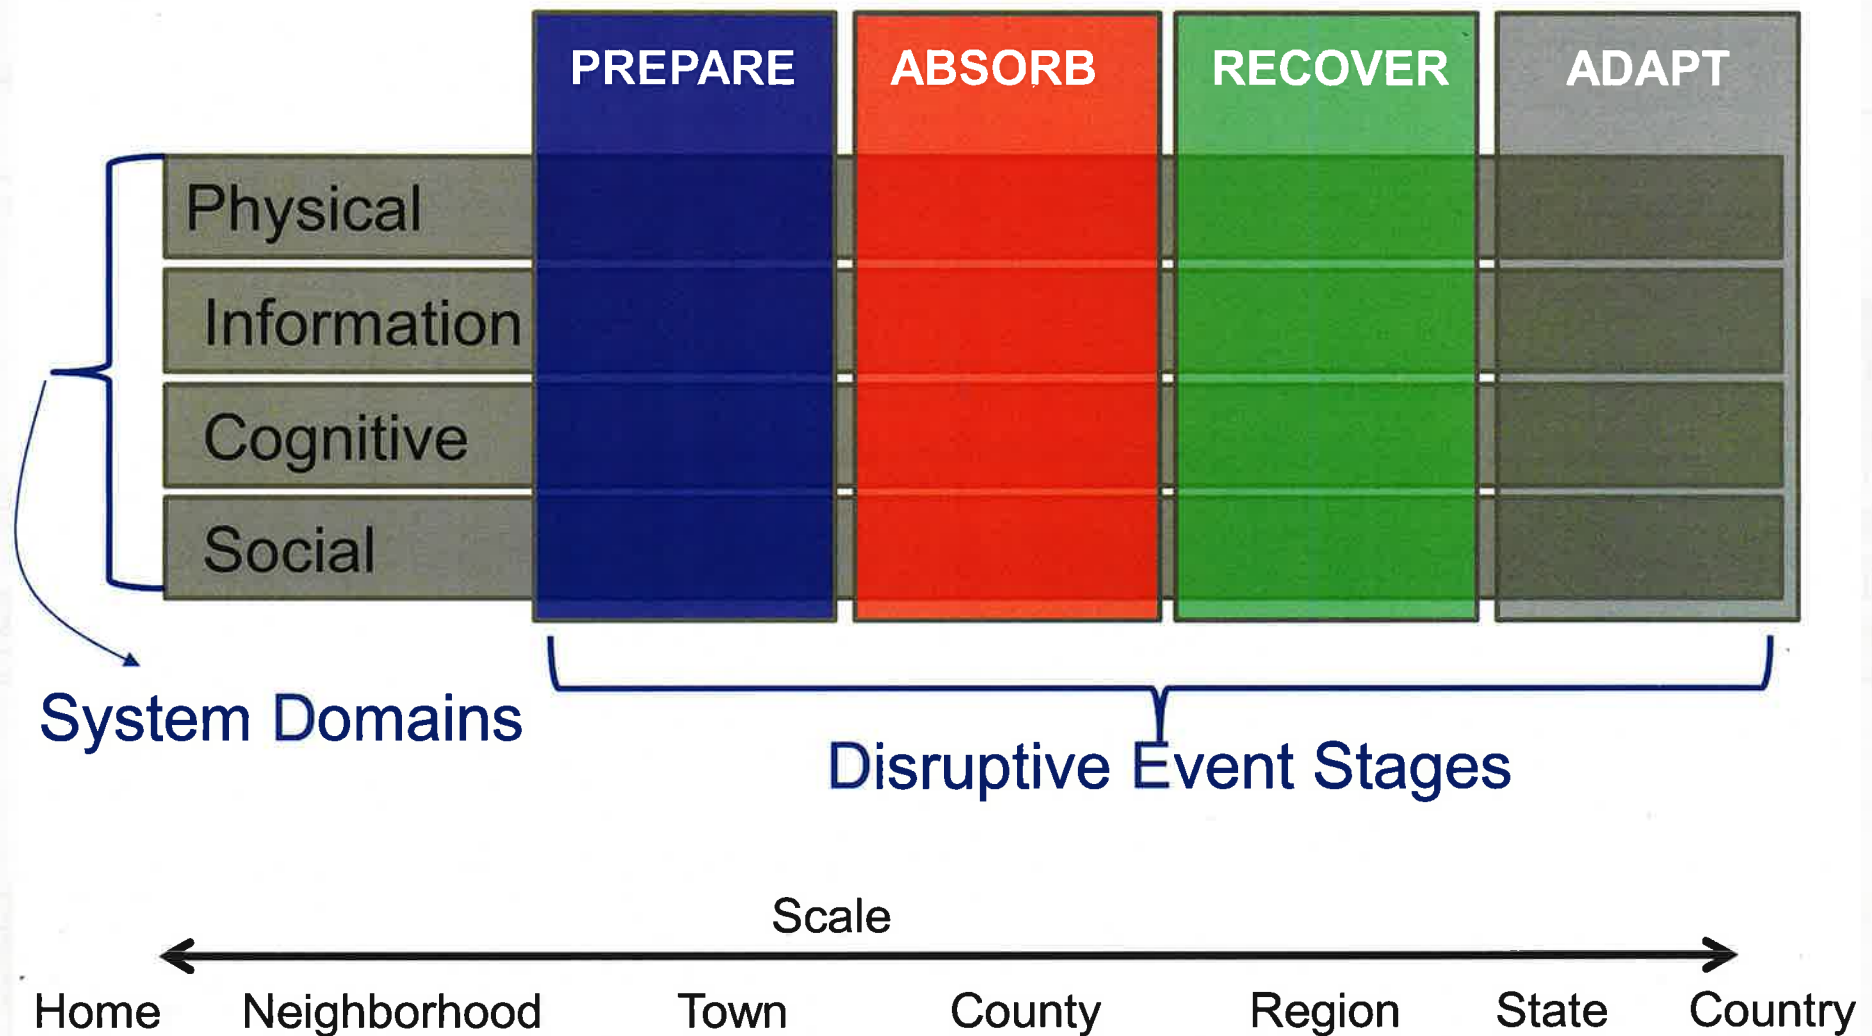 PREPARE ABSORB RECOVER ADAPT
Physical
Information
Cognitive
Social
System Domains
Disruptive Event Stages
Scale
Home Neighborhood Town County Region State Country